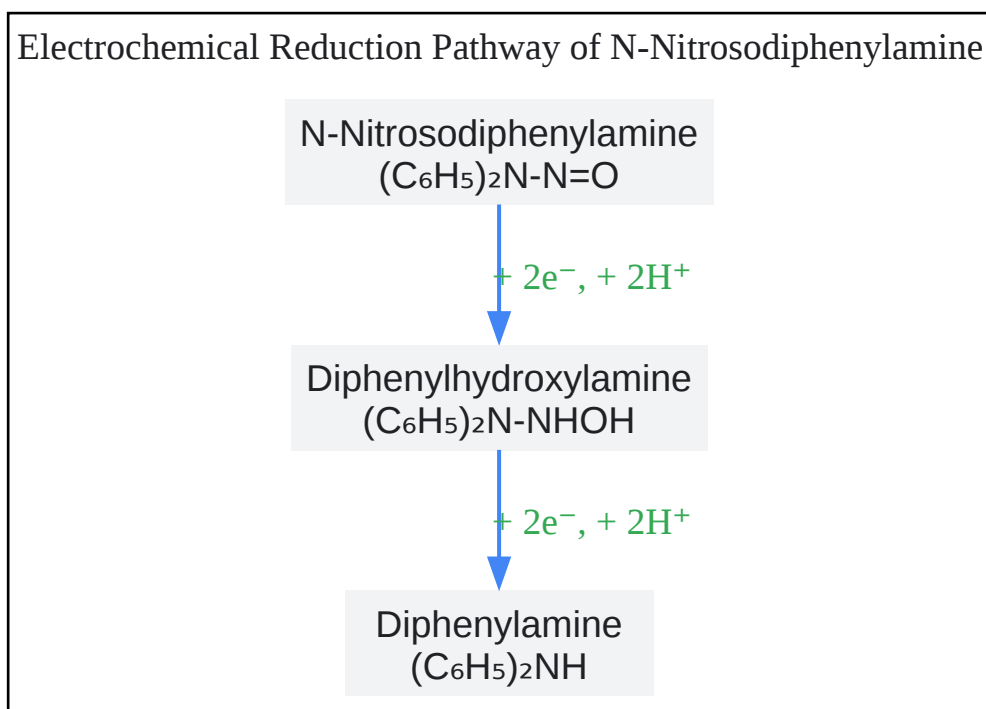 Electrochemical Reduction Pathway of N-Nitrosodiphenylamine
N-Nitrosodiphenylamine
(C₆H₅)₂N-N=O
+ 2e⁻, + 2H⁺
Diphenylhydroxylamine
(C₆H₅)₂N-NHOH
+ 2e⁻, + 2H⁺
Diphenylamine
(C₆H₅)₂NH